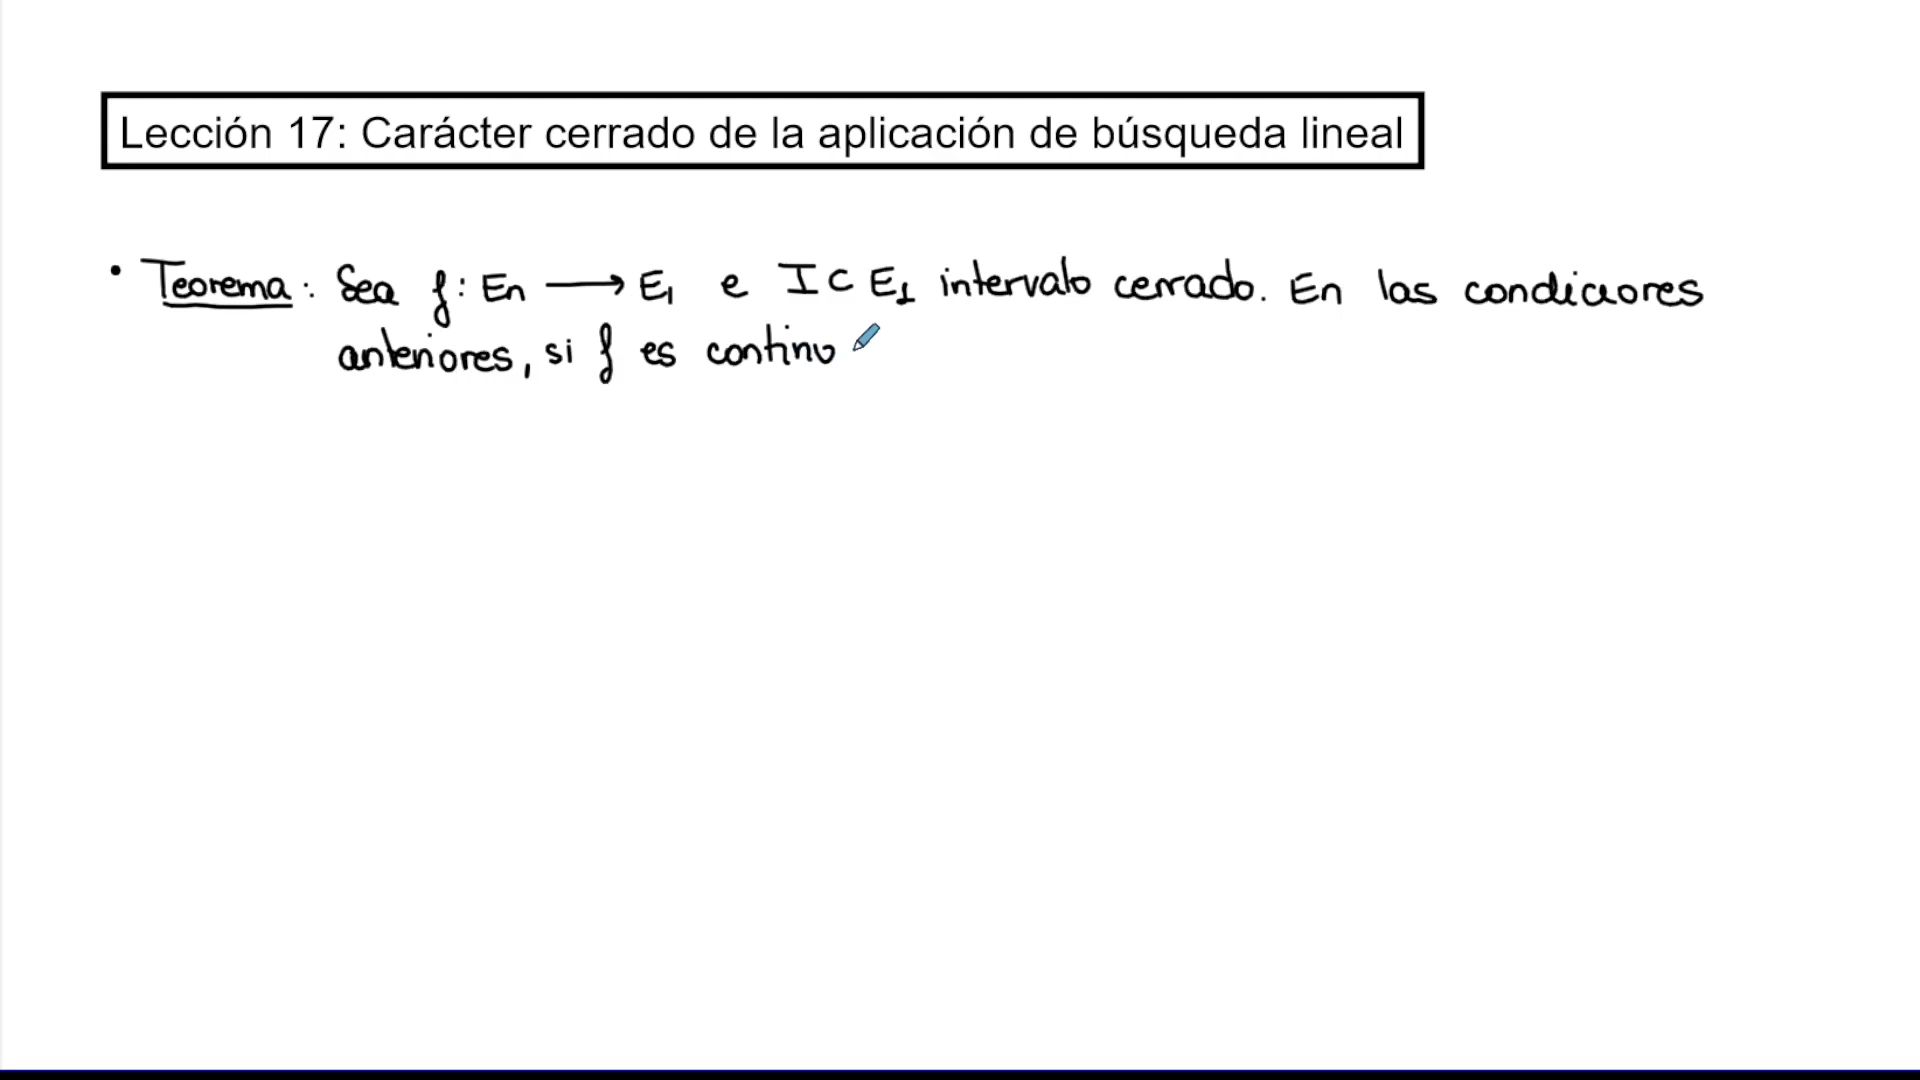 Lección 17: Carácter cerrado de la aplicación de búsqueda lineal
• Teorema: Sea f: En ⟶ E₁ e I ⊂ E₁ intervalo cerrado. En las condiciones
anteriores, si f es continu